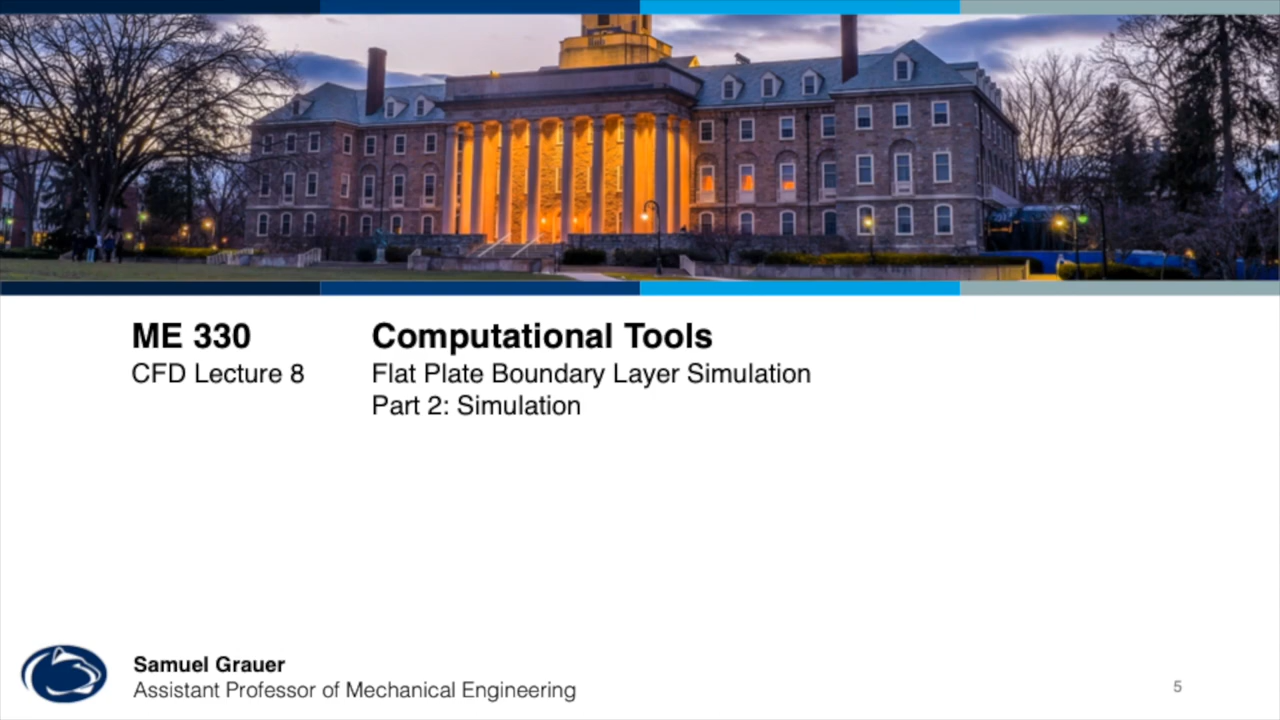 ME 330
CFD Lecture 8
Computational Tools
Flat Plate Boundary Layer Simulation
Part 2: Simulation
Samuel Grauer
Assistant Professor of Mechanical Engineering
5